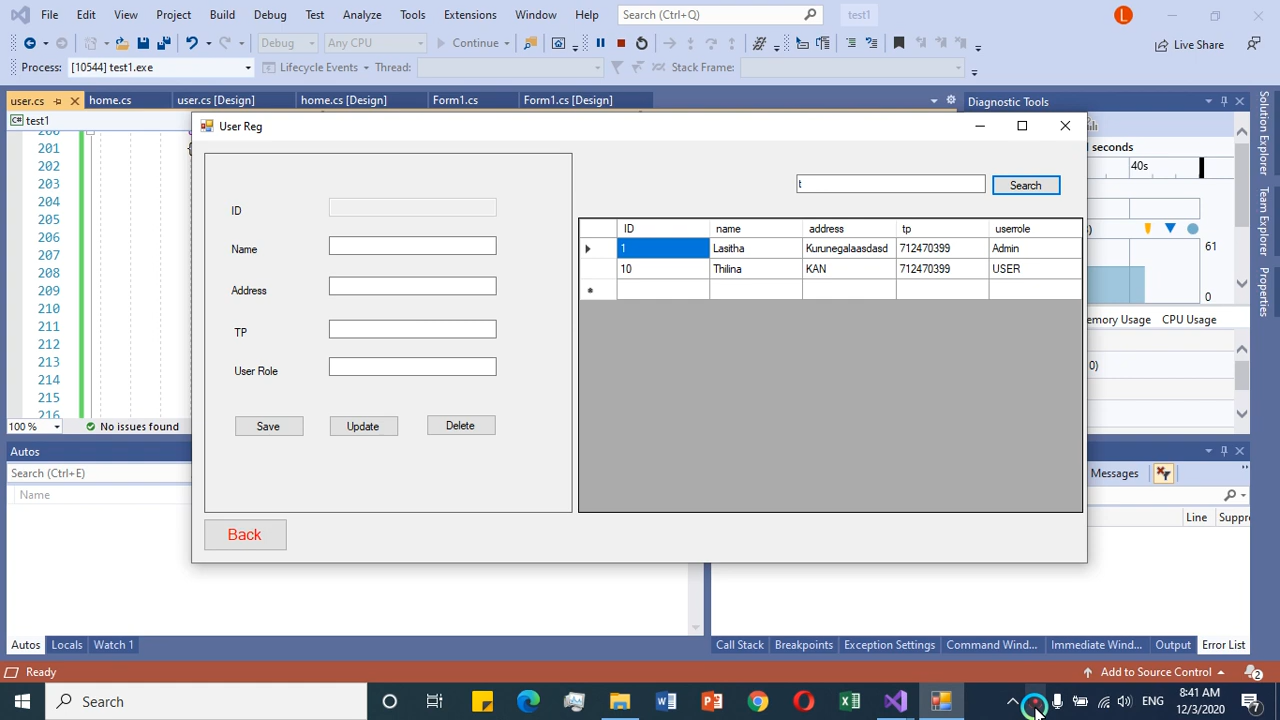 File Edit View Project Build Debug Test Analyze Tools Extensions Window Help Search (Ctrl+Q) test1 L
Debug Any CPU Continue Live Share
Process: [10544] test1.exe Lifecycle Events Thread: Stack Frame:
user.cs home.cs user.cs [Design] home.cs [Design] Form1.cs Form1.cs [Design] Diagnostic Tools
C# test1
User Reg
seconds
40s
201
202
203
204
205
206
207
208
209
210
211
212
213
214
215
216
t Search
ID
Name
Address
TP
User Role
Save Update Delete
Back
ID name address tp userrole
1 Lasitha Kurunegalaasdasd 712470399 Admin
10 Thilina KAN 712470399 USER
61
0
emory Usage CPU Usage
0)
Solution Explorer
Team Explorer
Properties
100 % No issues found
Autos
Search (Ctrl+E)
Name
Messages
Line Suppre
Autos Locals Watch 1
Call Stack Breakpoints Exception Settings Command Wind... Immediate Wind... Output Error List
Ready Add to Source Control 2
Search ENG 8:41 AM
12/3/2020 7